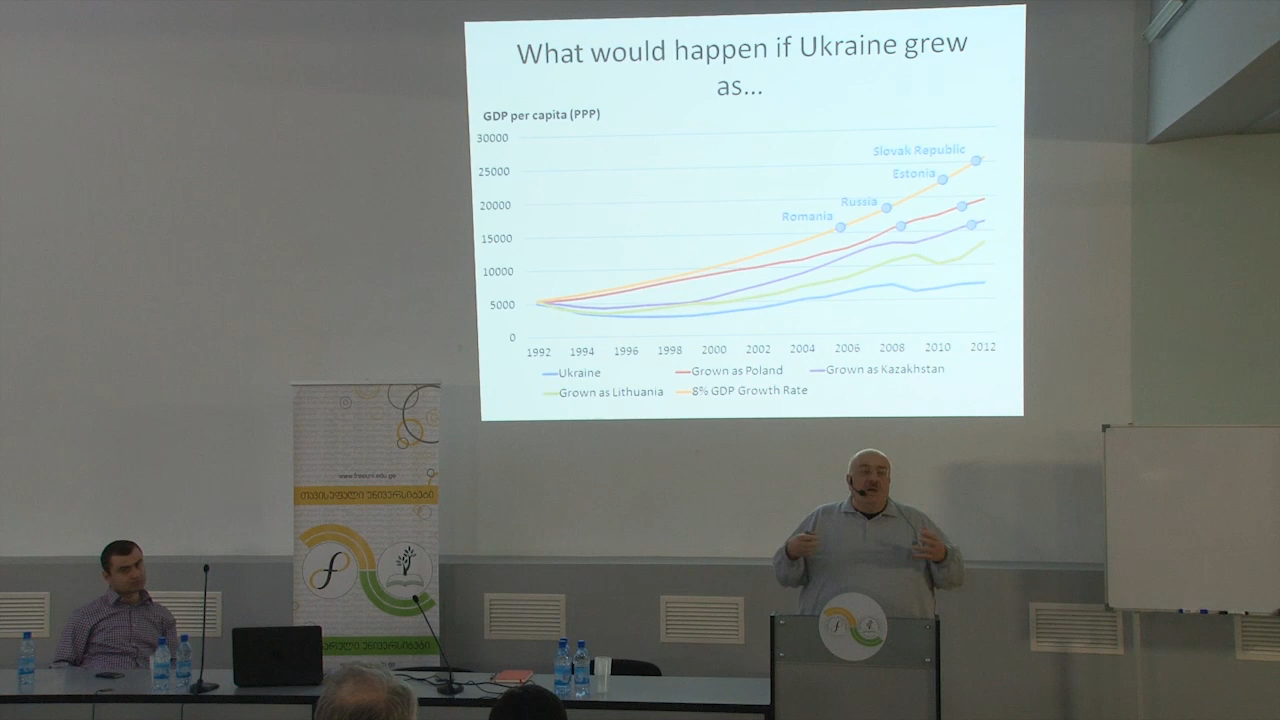 What would happen if Ukraine grew
as...
GDP per capita (PPP)
30000
25000
20000
15000
10000
5000
0
Slovak Republic
Estonia
Russia
Romania
1992 1994 1996 1998 2000 2002 2004 2006 2008 2010 2012
Ukraine Grown as Poland Grown as Kazakhstan
Grown as Lithuania 8% GDP Growth Rate
www.freeuni.edu.ge
თავისუფალი უნივერსიტეტი
უნივერსიტეტი